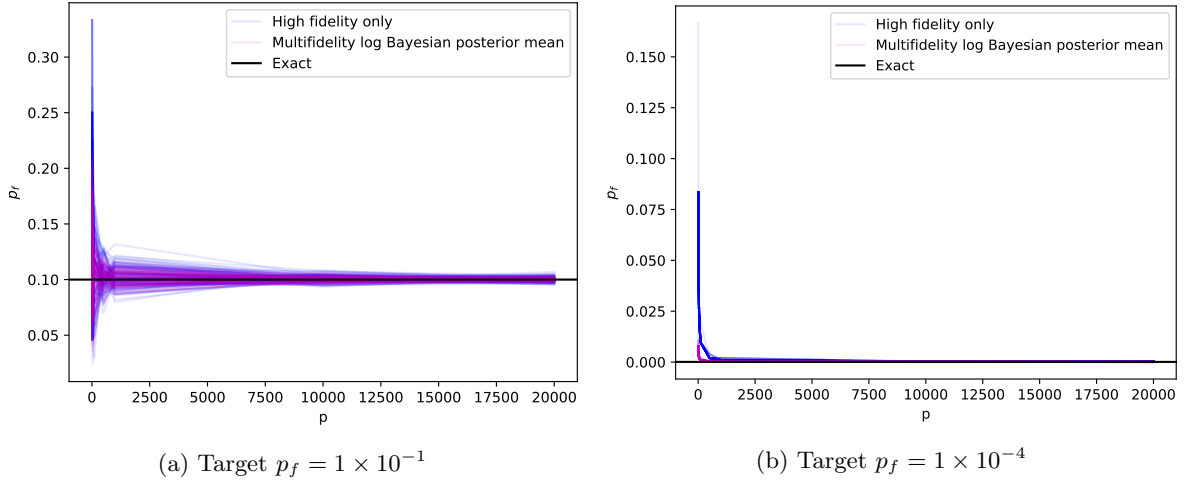 High fidelity only
Multifidelity log Bayesian posterior mean
Exact
0.30
0.25
0.20
0.15
0.10
0.05
p_f
0 2500 5000 7500 10000 12500 15000 17500 20000
p
(a) Target p_f = 1 × 10^{-1}
High fidelity only
Multifidelity log Bayesian posterior mean
Exact
0.150
0.125
0.100
0.075
0.050
0.025
0.000
p_f
0 2500 5000 7500 10000 12500 15000 17500 20000
p
(b) Target p_f = 1 × 10^{-4}